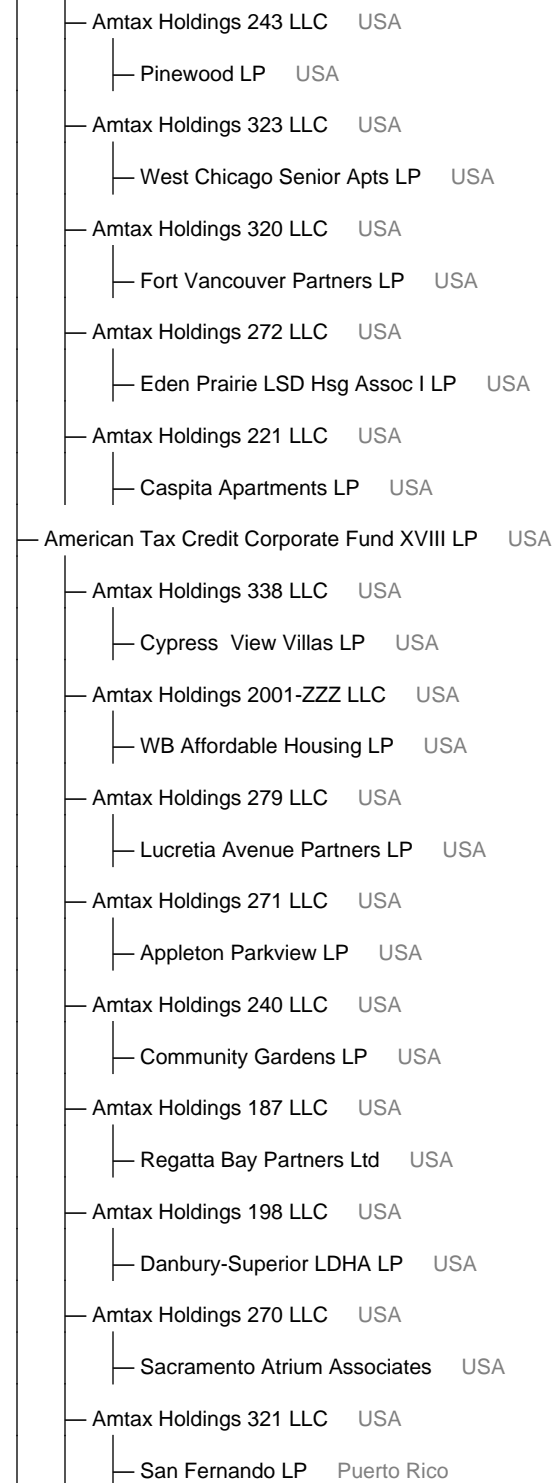 Amtax Holdings 243 LLC USA
Pinewood LP USA
Amtax Holdings 323 LLC USA
West Chicago Senior Apts LP USA
Amtax Holdings 320 LLC USA
Fort Vancouver Partners LP USA
Amtax Holdings 272 LLC USA
Eden Prairie LSD Hsg Assoc I LP USA
Amtax Holdings 221 LLC USA
Caspita Apartments LP USA
American Tax Credit Corporate Fund XVIII LP USA
Amtax Holdings 338 LLC USA
Cypress View Villas LP USA
Amtax Holdings 2001-ZZZ LLC USA
WB Affordable Housing LP USA
Amtax Holdings 279 LLC USA
Lucretia Avenue Partners LP USA
Amtax Holdings 271 LLC USA
Appleton Parkview LP USA
Amtax Holdings 240 LLC USA
Community Gardens LP USA
Amtax Holdings 187 LLC USA
Regatta Bay Partners Ltd USA
Amtax Holdings 198 LLC USA
Danbury-Superior LDHA LP USA
Amtax Holdings 270 LLC USA
Sacramento Atrium Associates USA
Amtax Holdings 321 LLC USA
San Fernando LP Puerto Rico